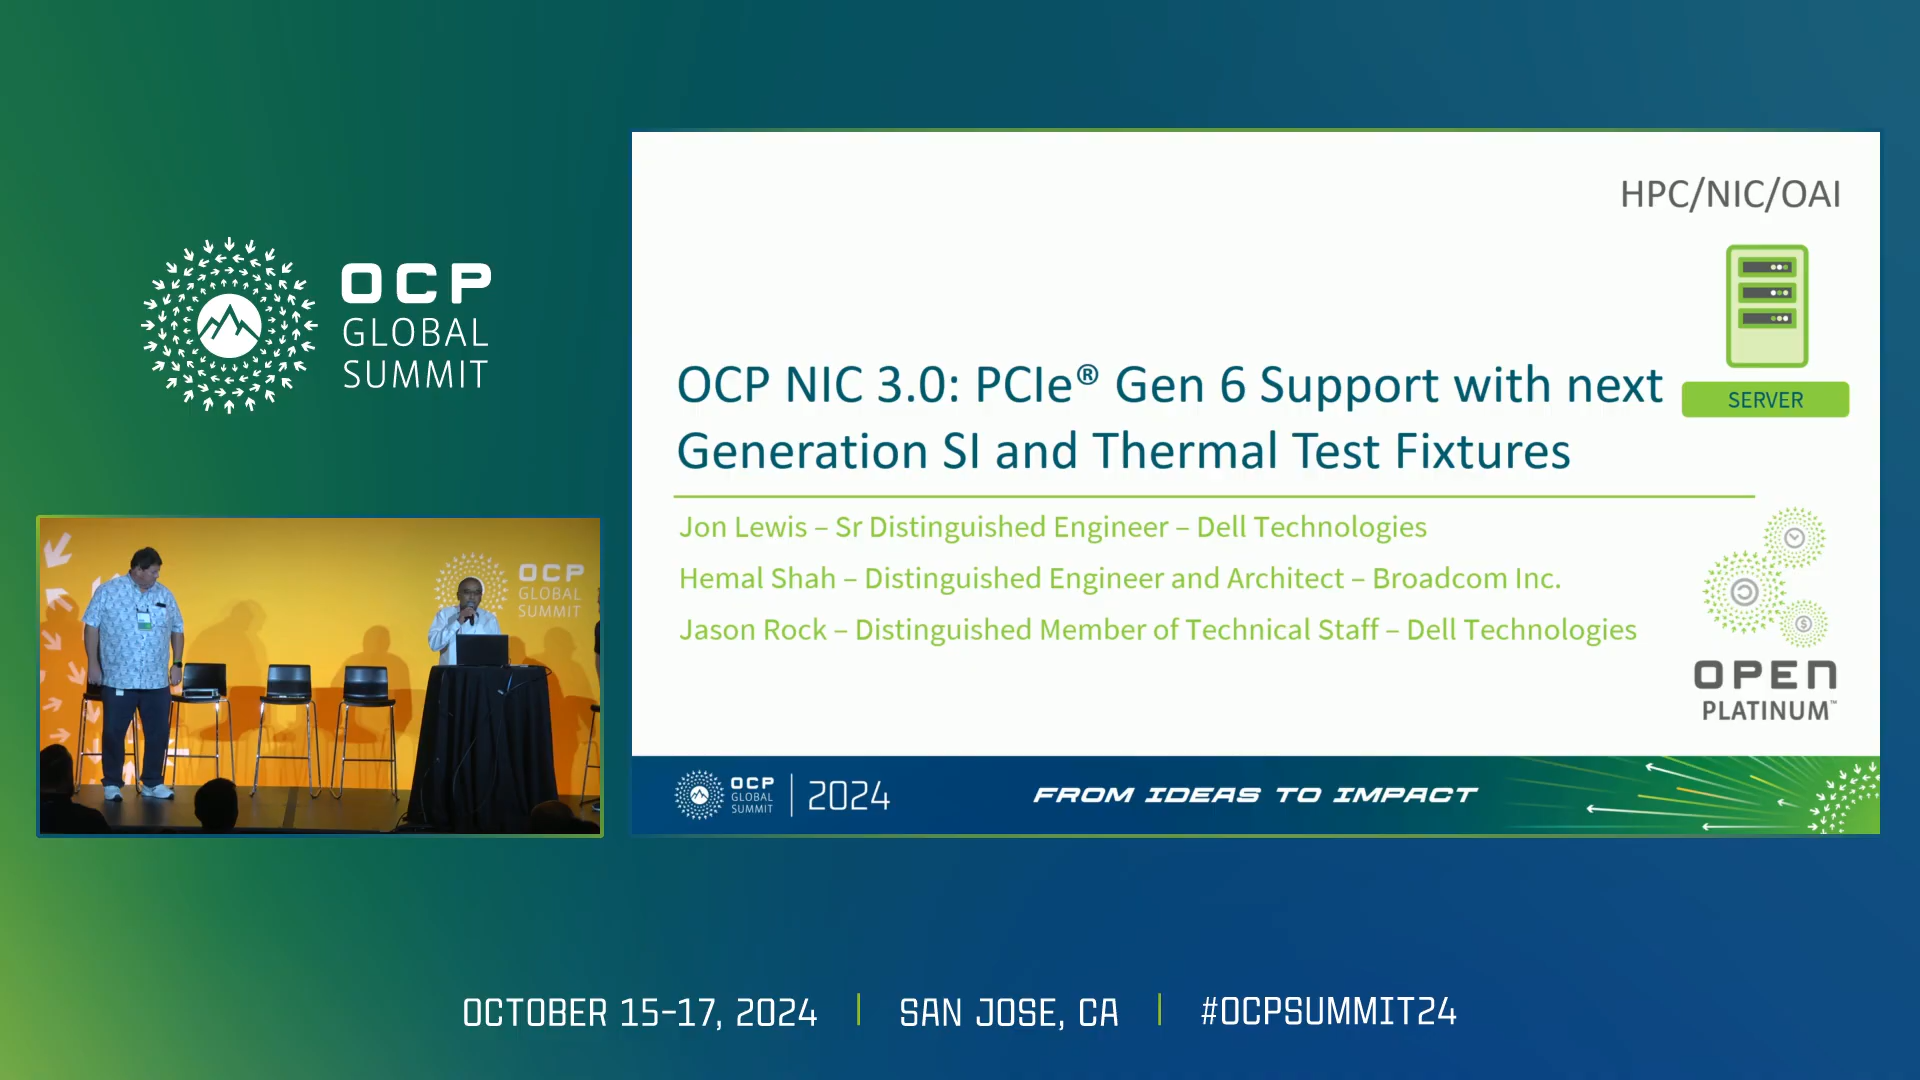 OCP
GLOBAL
SUMMIT
OCP
GLOBAL
SUMMIT
HPC/NIC/OAI
SERVER
OCP NIC 3.0: PCIe® Gen 6 Support with next
Generation SI and Thermal Test Fixtures
Jon Lewis – Sr Distinguished Engineer – Dell Technologies
Hemal Shah – Distinguished Engineer and Architect – Broadcom Inc.
Jason Rock – Distinguished Member of Technical Staff – Dell Technologies
OPEN
PLATINUM™
OCP
GLOBAL
SUMMIT
2024
FROM IDEAS TO IMPACT
OCTOBER 15-17, 2024 | SAN JOSE, CA | #OCPSUMMIT24